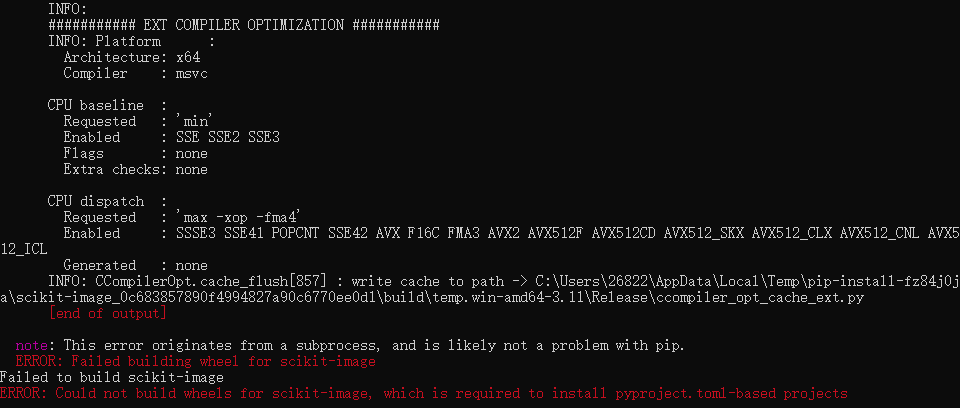 INFO:
########### EXT COMPILER OPTIMIZATION ###########
INFO: Platform      :
  Architecture: x64
  Compiler    : msvc

CPU baseline  :
  Requested   : 'min'
  Enabled     : SSE SSE2 SSE3
  Flags       : none
  Extra checks: none

CPU dispatch  :
  Requested   : 'max -xop -fma4'
  Enabled     : SSSE3 SSE41 POPCNT SSE42 AVX F16C FMA3 AVX2 AVX512F AVX512CD AVX512_SKX AVX512_CLX AVX512_CNL AVX5
12_ICL
  Generated   : none
INFO: CCompilerOpt.cache_flush[857] : write cache to path -> C:\Users\26822\AppData\Local\Temp\pip-install-fz84j0j
a\scikit-image_0c683857890f4994827a90c6770ee0d1\build\temp.win-amd64-3.11\Release\ccompiler_opt_cache_ext.py
[end of output]

note: This error originates from a subprocess, and is likely not a problem with pip.
ERROR: Failed building wheel for scikit-image
Failed to build scikit-image
ERROR: Could not build wheels for scikit-image, which is required to install pyproject.toml-based projects